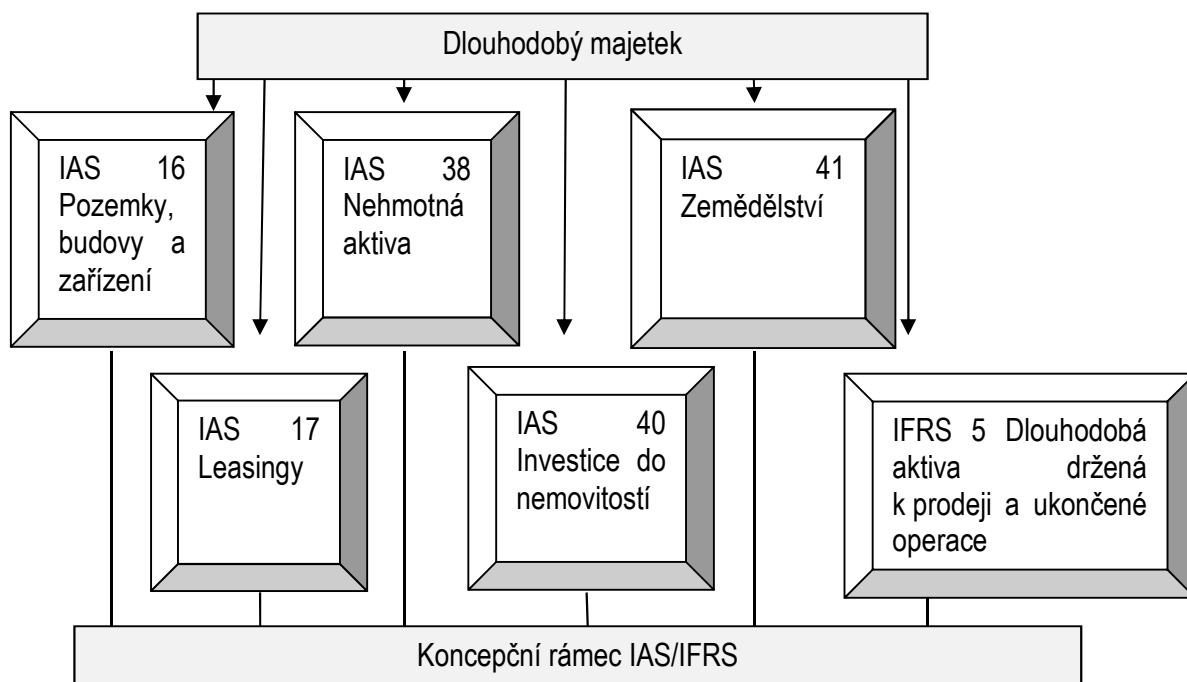 Dlouhodobý majetek
IAS 16
Pozemky,
budovy a
zařízení
IAS 38
Nehmotná
aktiva
IAS 41
Zemědělství
IAS 17
Leasingy
IAS 40
Investice do
nemovitostí
IFRS 5 Dlouhodobá
aktiva držená
k prodeji a ukončené
operace
Koncepční rámec IAS/IFRS